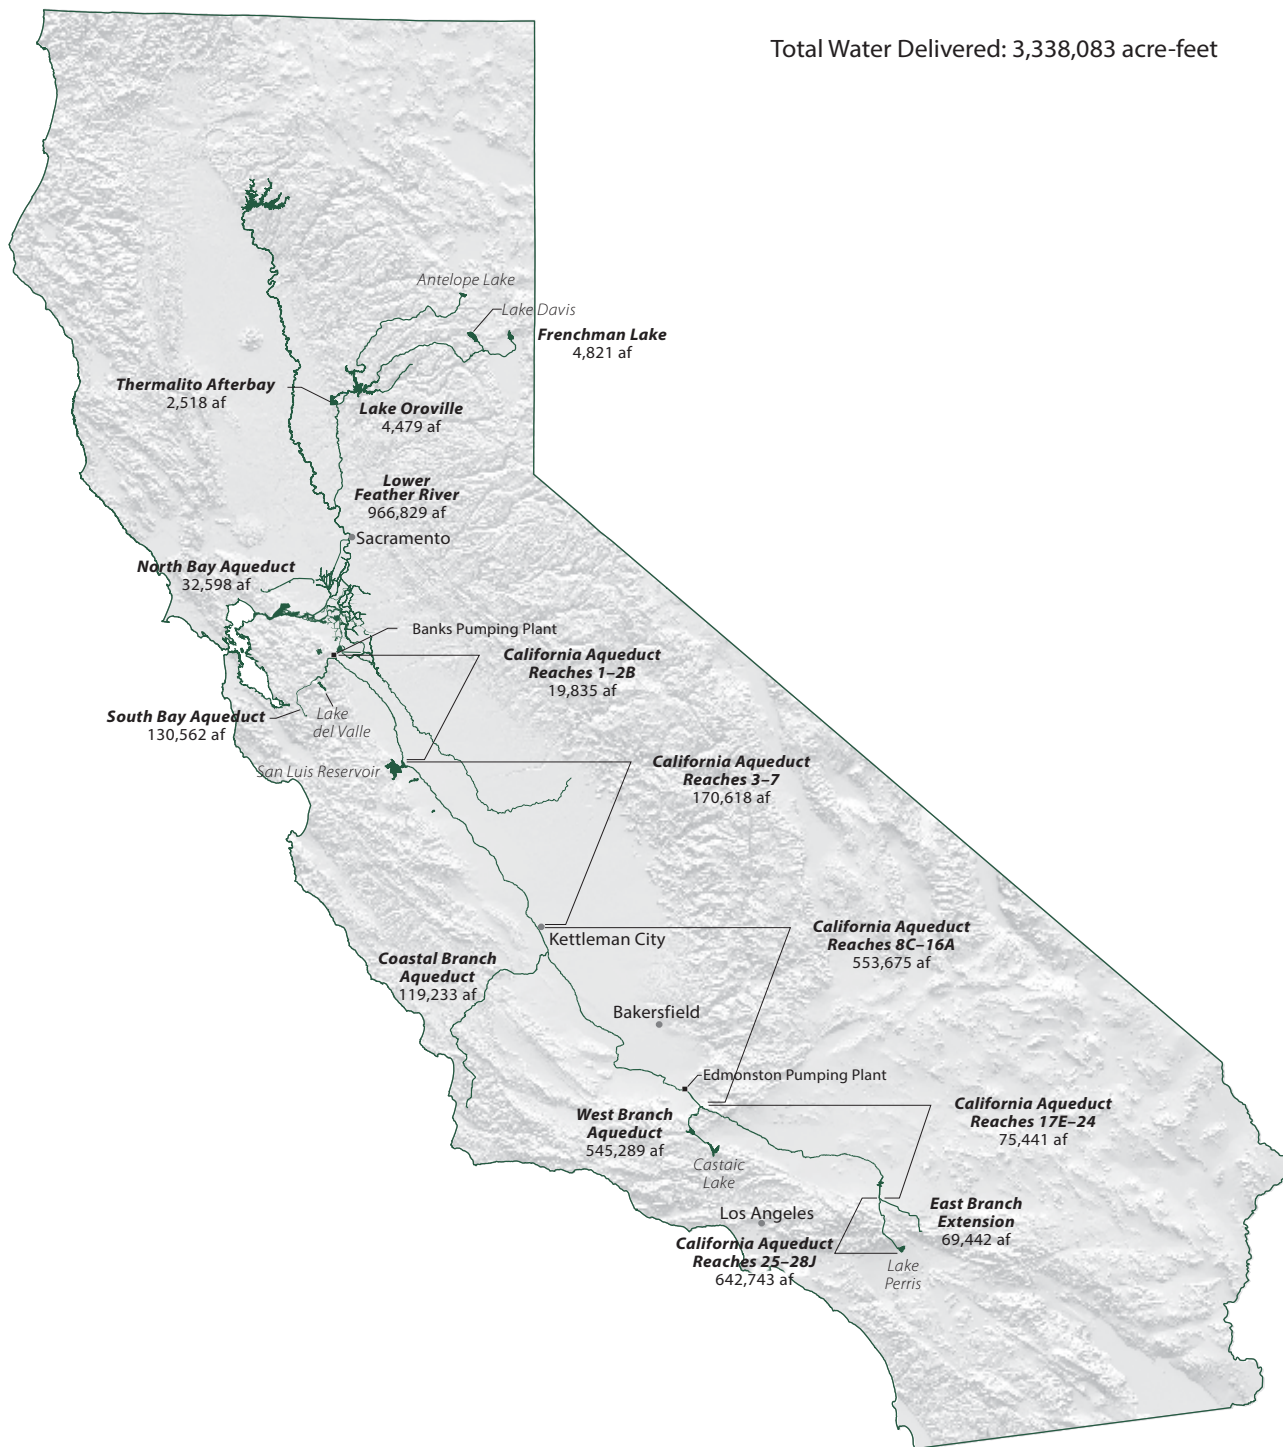 Total Water Delivered: 3,338,083 acre-feet
Antelope Lake
Lake Davis
Frenchman Lake
4,821 af
Thermalito Afterbay
2,518 af
Lake Oroville
4,479 af
Lower
Feather River
966,829 af
Sacramento
North Bay Aqueduct
32,598 af
Banks Pumping Plant
California Aqueduct
Reaches 1–2B
19,835 af
South Bay Aqueduct
130,562 af
Lake
del Valle
San Luis Reservoir
California Aqueduct
Reaches 3–7
170,618 af
Kettleman City
California Aqueduct
Reaches 8C–16A
553,675 af
Coastal Branch
Aqueduct
119,233 af
Bakersfield
Edmonston Pumping Plant
West Branch
Aqueduct
545,289 af
Castaic
Lake
California Aqueduct
Reaches 17E–24
75,441 af
Los Angeles
East Branch
Extension
69,442 af
California Aqueduct
Reaches 25–28J
642,743 af
Lake
Perris